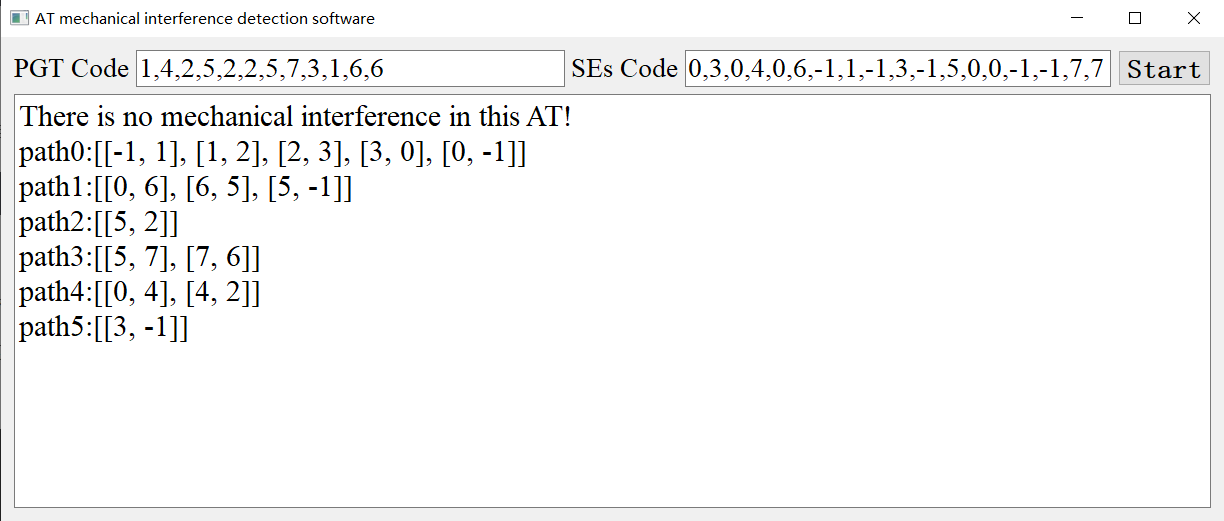 AT mechanical interference detection software
PGT Code 1,4,2,5,2,2,5,7,3,1,6,6 SEs Code 0,3,0,4,0,6,-1,1,-1,3,-1,5,0,0,-1,-1,7,7 Start
There is no mechanical interference in this AT!
path0:[[-1, 1], [1, 2], [2, 3], [3, 0], [0, -1]]
path1:[[0, 6], [6, 5], [5, -1]]
path2:[[5, 2]]
path3:[[5, 7], [7, 6]]
path4:[[0, 4], [4, 2]]
path5:[[3, -1]]